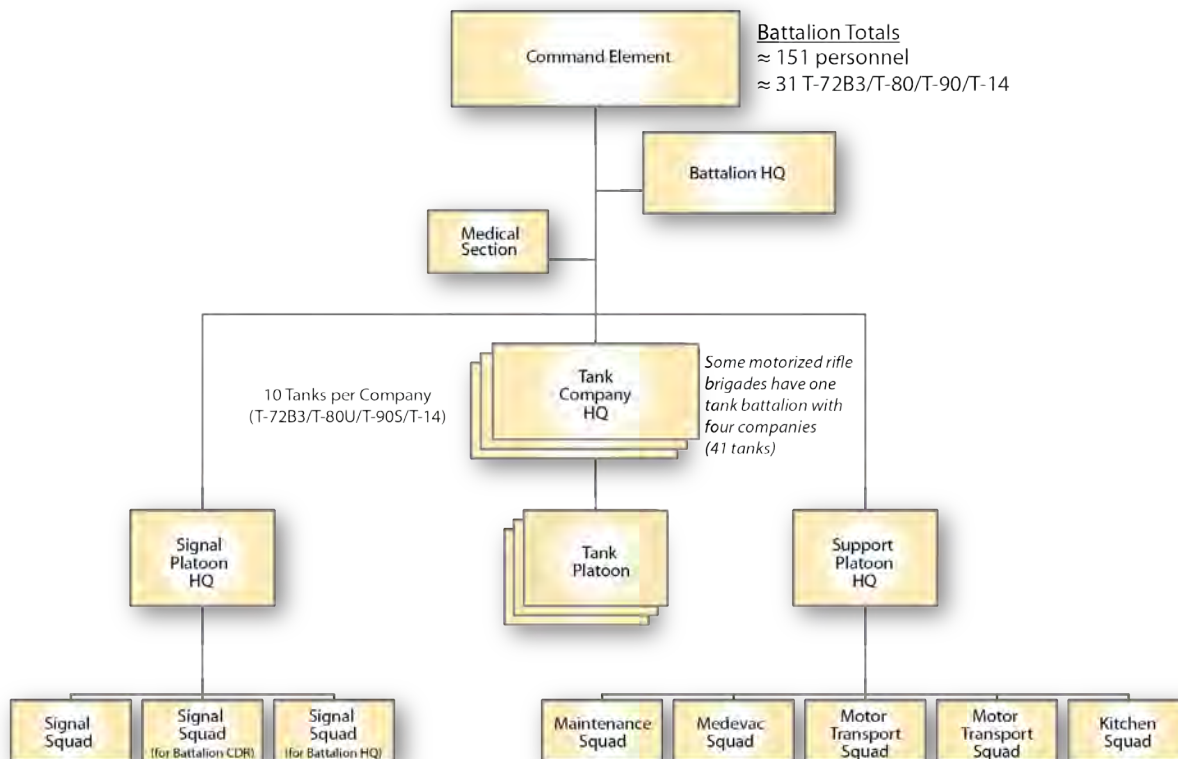 Command Element
Battalion Totals
≈ 151 personnel
≈ 31 T-72B3/T-80/T-90/T-14
Battalion HQ
Medical
Section
10 Tanks per Company
(T-72B3/T-80U/T-90S/T-14)
Tank
Company
HQ
Some motorized rifle
brigades have one
tank battalion with
four companies
(41 tanks)
Signal
Platoon
HQ
Tank
Platoon
Support
Platoon
HQ
Signal
Squad
Signal
Squad
(for Battalion CDR)
Signal
Squad
(for Battalion HQ)
Maintenance
Squad
Medevac
Squad
Motor
Transport
Squad
Motor
Transport
Squad
Kitchen
Squad